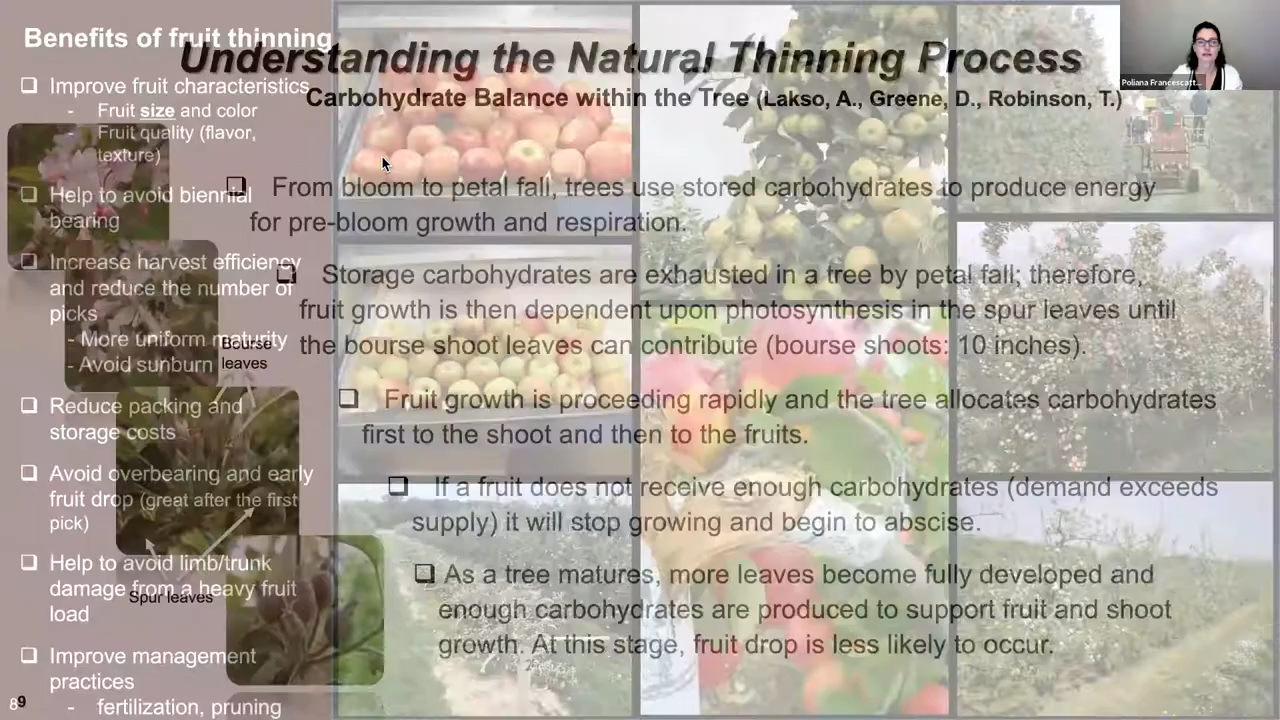 Benefits of fruit thinning
❑ Improve fruit characteristics
- Fruit size and color
- Fruit quality (flavor,
texture)
❑ Help to avoid biennial
bearing
❑ Increase harvest efficiency
and reduce the number of
picks
- More uniform maturity
- Avoid sunburn
❑ Reduce packing and
storage costs
❑ Avoid overbearing and early
fruit drop (great after the first
pick)
❑ Help to avoid limb/trunk
damage from a heavy fruit
load
❑ Improve management
practices
- fertilization, pruning
8
Understanding the Natural Thinning Process
Carbohydrate Balance within the Tree (Lakso, A., Greene, D., Robinson, T.)
❑ From bloom to petal fall, trees use stored carbohydrates to produce energy
for pre-bloom growth and respiration.
❑ Storage carbohydrates are exhausted in a tree by petal fall; therefore,
fruit growth is then dependent upon photosynthesis in the spur leaves until
the bourse shoot leaves can contribute (bourse shoots: 10 inches).
❑ Fruit growth is proceeding rapidly and the tree allocates carbohydrates
first to the shoot and then to the fruits.
❑ If a fruit does not receive enough carbohydrates (demand exceeds
supply) it will stop growing and begin to abscise.
❑ As a tree matures, more leaves become fully developed and
enough carbohydrates are produced to support fruit and shoot
growth. At this stage, fruit drop is less likely to occur.
Bourse
leaves
Spur leaves
9
Poliana Francescatt...